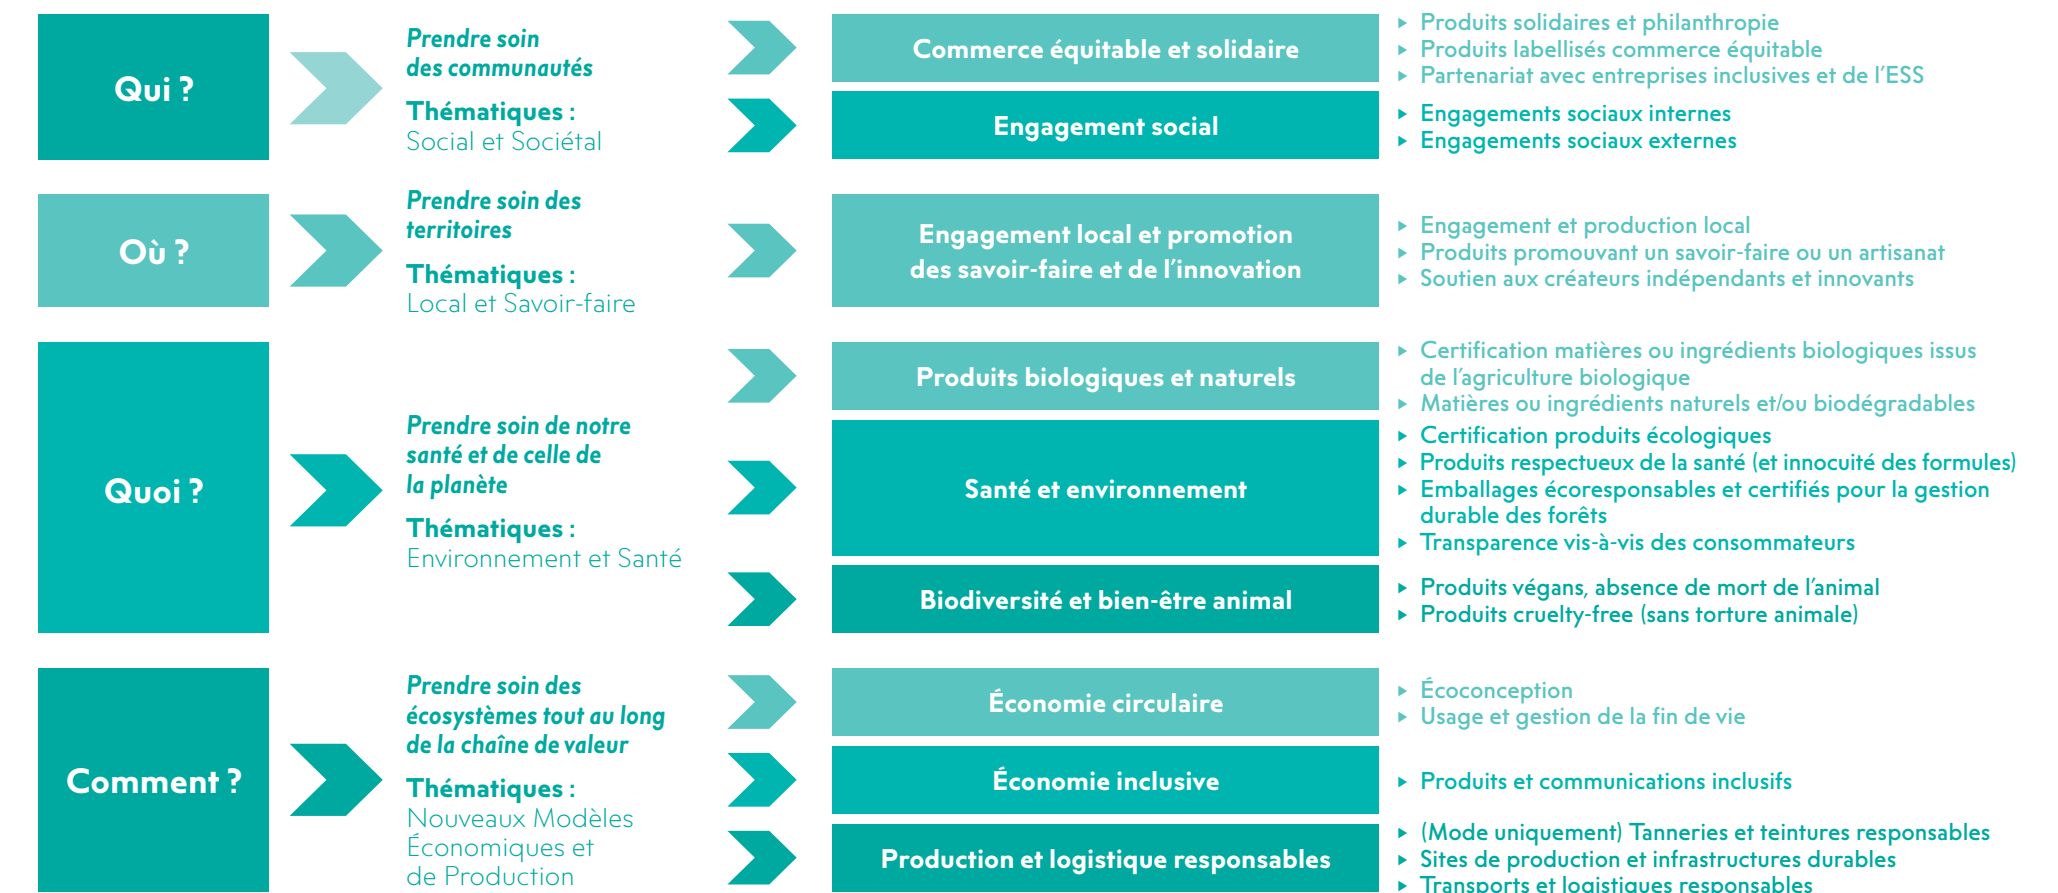 Qui ?
Prendre soin
des communautés
Thématiques :
Social et Sociétal
Commerce équitable et solidaire
▸ Produits solidaires et philanthropie
▸ Produits labellisés commerce équitable
▸ Partenariat avec entreprises inclusives et de l’ESS
Engagement social
▸ Engagements sociaux internes
▸ Engagements sociaux externes
Où ?
Prendre soin des
territoires
Thématiques :
Local et Savoir-faire
Engagement local et promotion
des savoir-faire et de l’innovation
▸ Engagement et production local
▸ Produits promouvant un savoir-faire ou un artisanat
▸ Soutien aux créateurs indépendants et innovants
Quoi ?
Prendre soin de notre
santé et de celle de
la planète
Thématiques :
Environnement et Santé
Produits biologiques et naturels
▸ Certification matières ou ingrédients biologiques issus
de l’agriculture biologique
▸ Matières ou ingrédients naturels et/ou biodégradables
Santé et environnement
▸ Certification produits écologiques
▸ Produits respectueux de la santé (et innocuité des formules)
▸ Emballages écoresponsables et certifiés pour la gestion
durable des forêts
▸ Transparence vis-à-vis des consommateurs
Biodiversité et bien-être animal
▸ Produits végans, absence de mort de l’animal
▸ Produits cruelty-free (sans torture animale)
Comment ?
Prendre soin des
écosystèmes tout au long
de la chaîne de valeur
Thématiques :
Nouveaux Modèles
Économiques et
de Production
Économie circulaire
▸ Écoconception
▸ Usage et gestion de la fin de vie
Économie inclusive
▸ Produits et communications inclusifs
Production et logistique responsables
▸ (Mode uniquement) Tanneries et teintures responsables
▸ Sites de production et infrastructures durables
▸ Transports et logistiques responsables